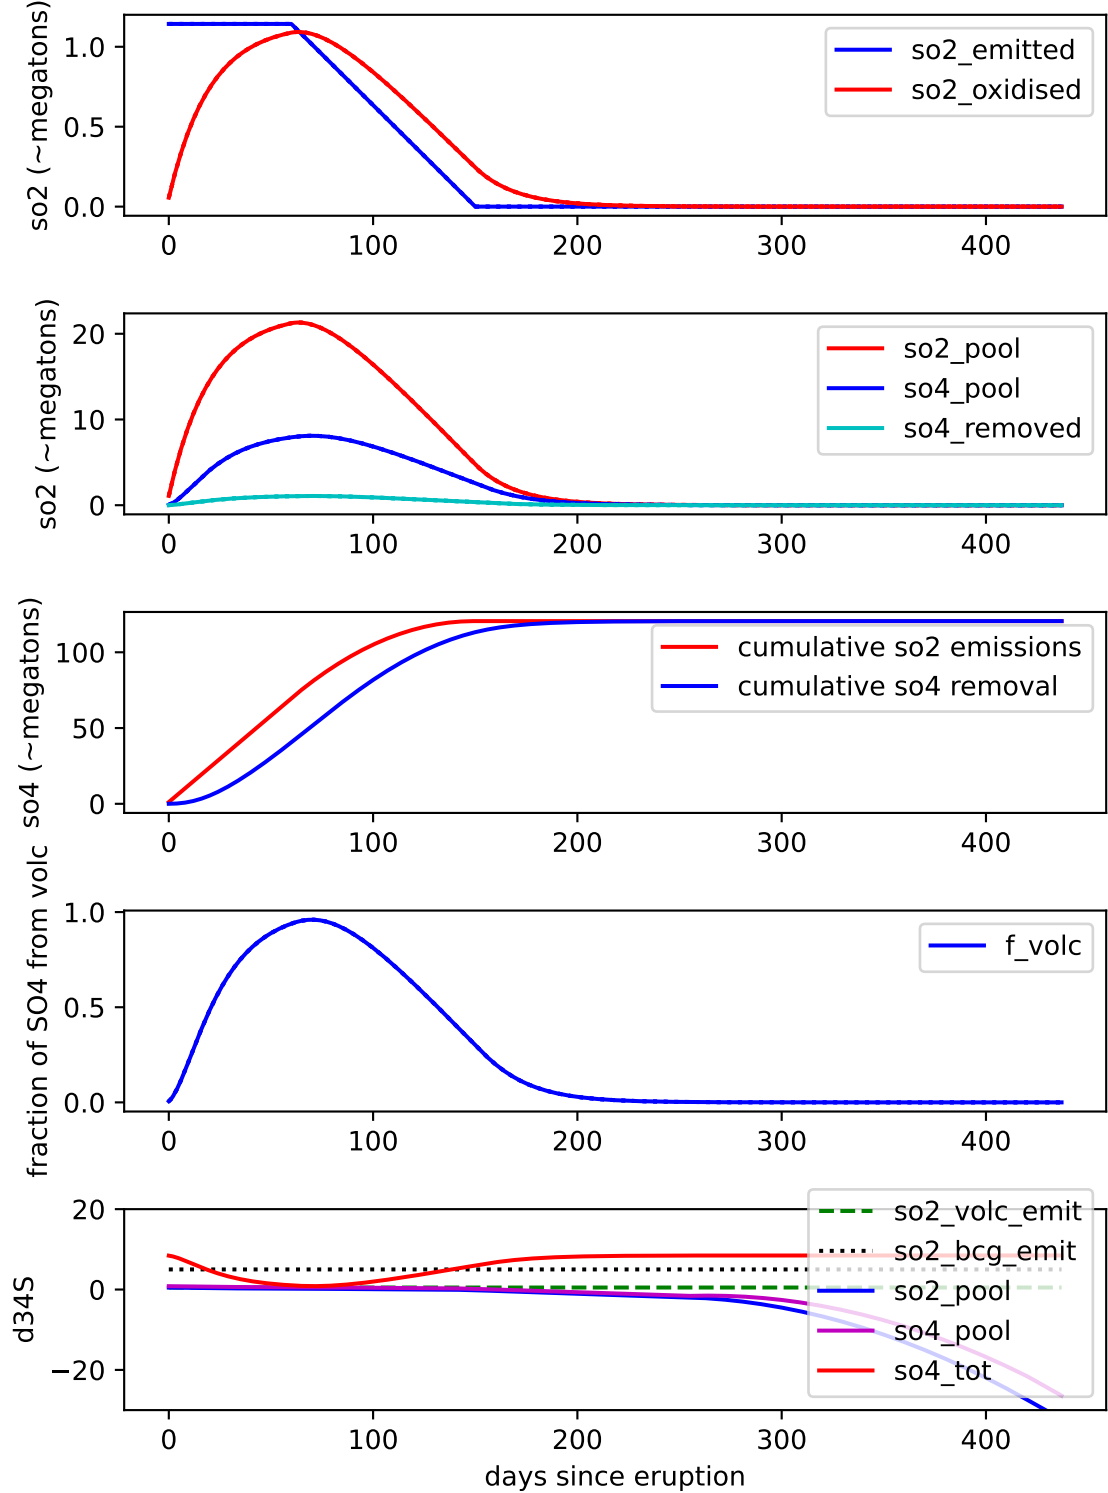 so2 (~megatons)
1.0
0.5
0.0
so2_emitted
so2_oxidised
0 100 200 300 400
so2 (~megatons)
20
10
0
so2_pool
so4_pool
so4_removed
0 100 200 300 400
so4 (~megatons)
100
50
0
cumulative so2 emissions
cumulative so4 removal
0 100 200 300 400
fraction of SO4 from volc
1.0
0.5
0.0
f_volc
0 100 200 300 400
d34S
20
0
−20
so2_volc_emit
so2_bcg_emit
so2_pool
so4_pool
so4_tot
0 100 200 300 400
days since eruption